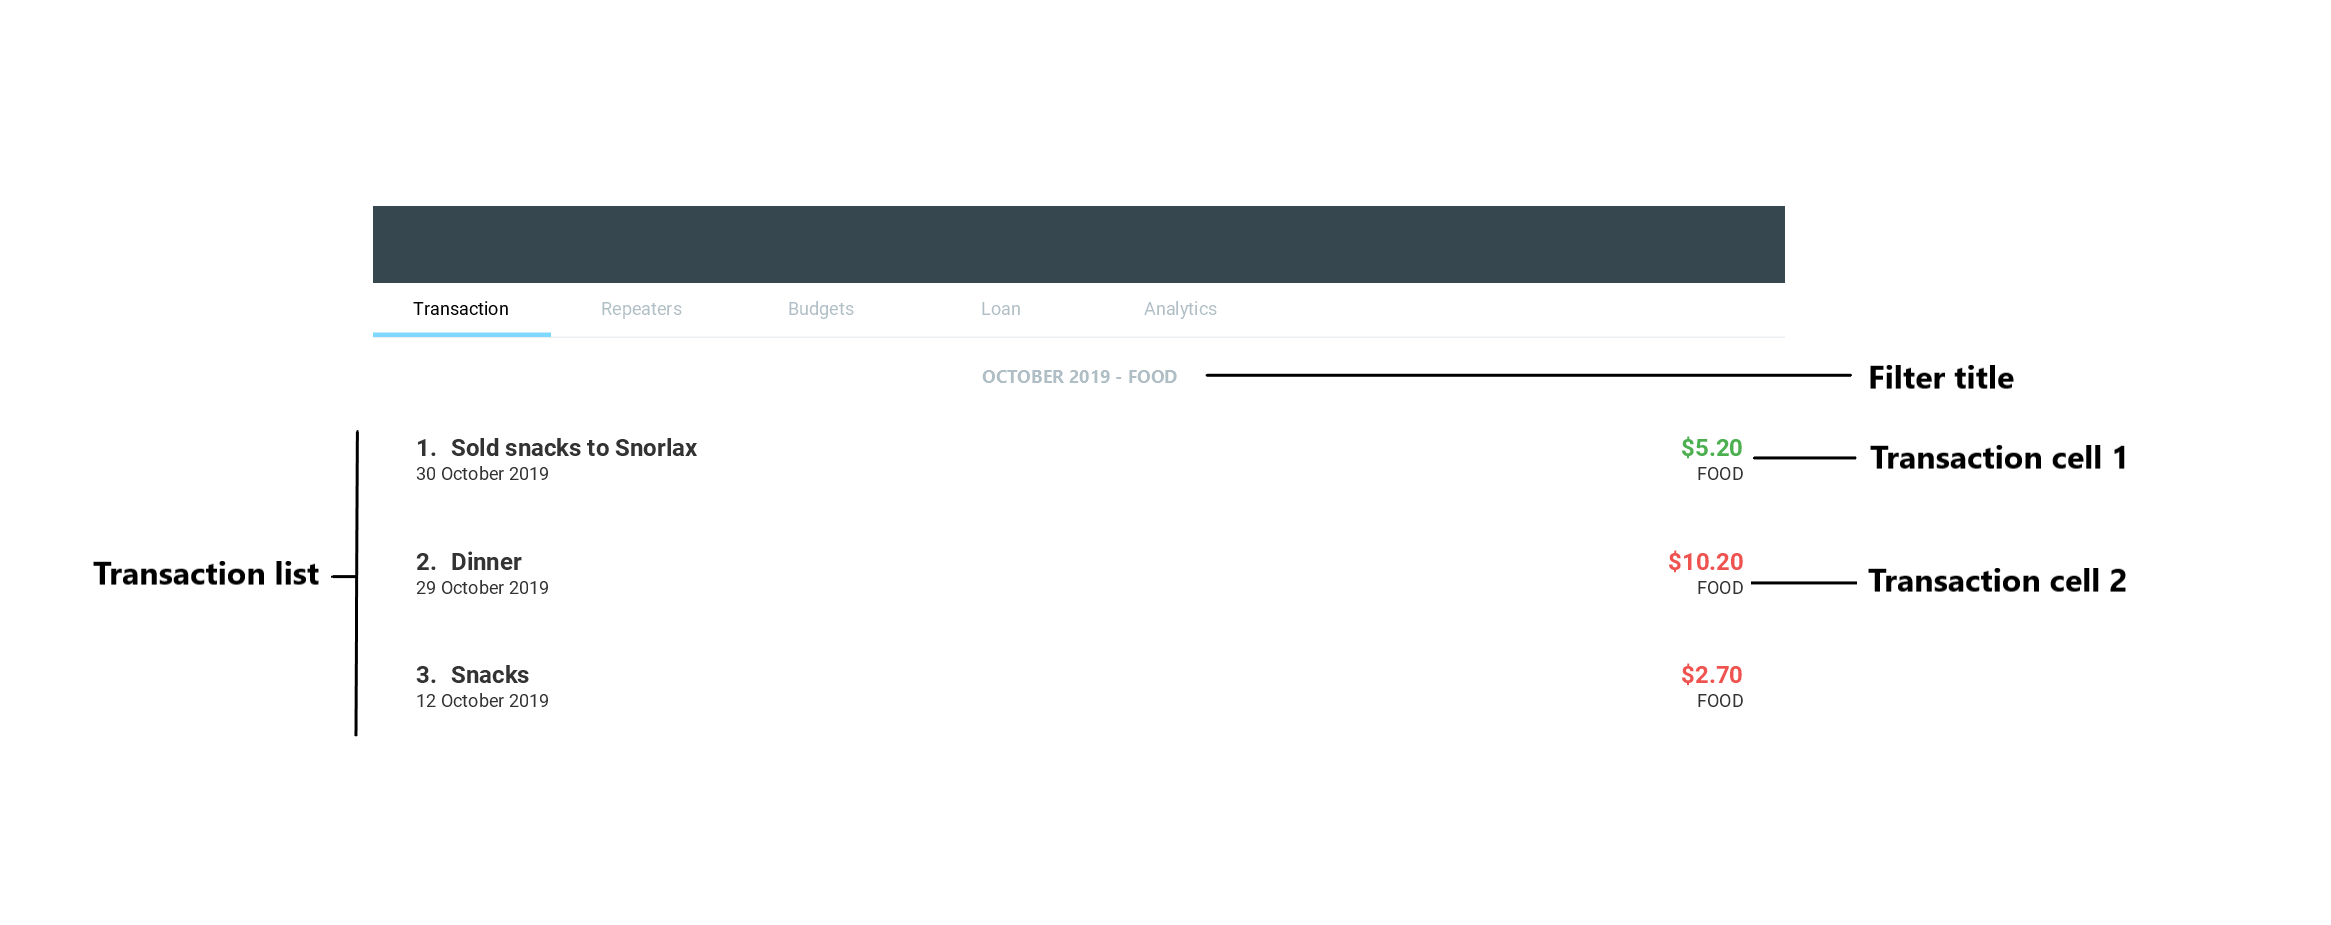 Transaction Repeaters Budgets Loan Analytics
OCTOBER 2019 - FOOD
Filter title
1. Sold snacks to Snorlax
$5.20
30 October 2019
FOOD
Transaction cell 1
Transaction list
2. Dinner
$10.20
29 October 2019
FOOD
Transaction cell 2
3. Snacks
$2.70
12 October 2019
FOOD